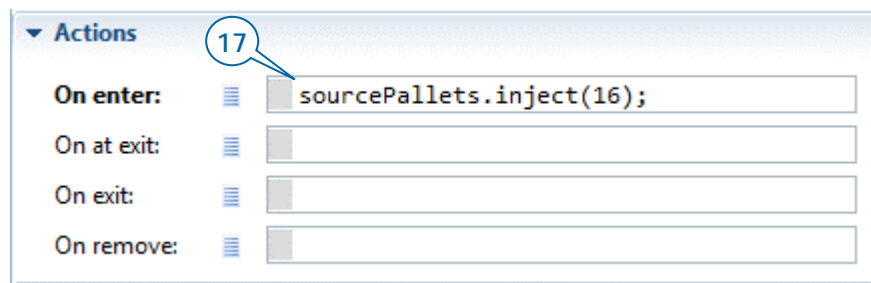 Actions
17
On enter: sourcePallets.inject(16);
On at exit:
On exit:
On remove: